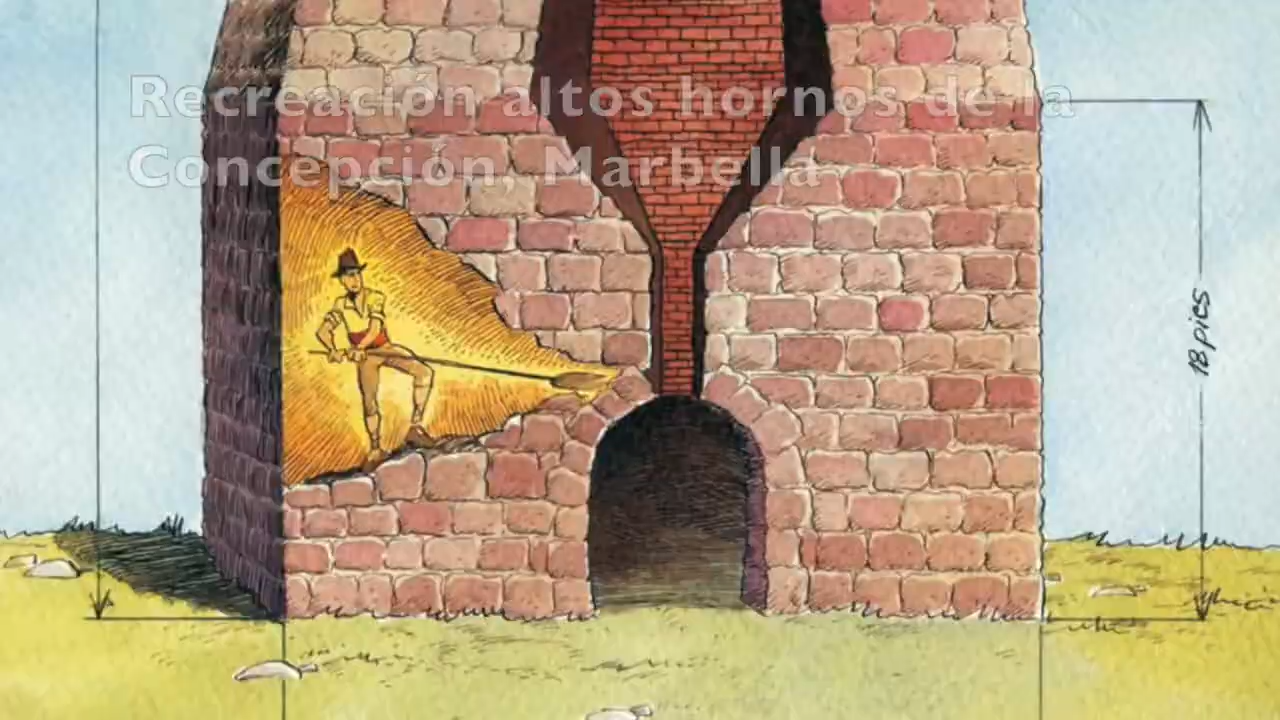 Recreación altos hornos de la
Concepción. Marbella
18 pies